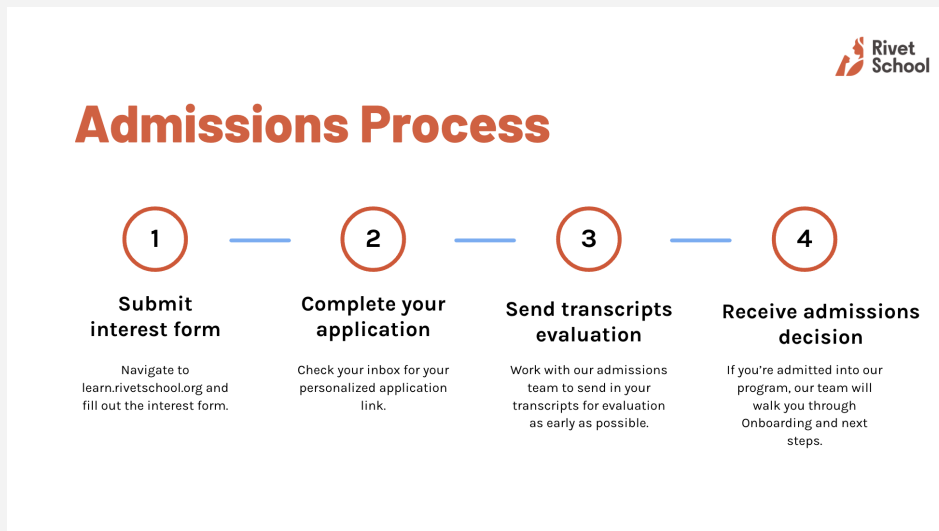 Rivet
School
Admissions Process
1
Submit
interest form
Navigate to
learn.rivetschool.org and
fill out the interest form.
2
Complete your
application
Check your inbox for your
personalized application
link.
3
Send transcripts
evaluation
Work with our admissions
team to send in your
transcripts for evaluation
as early as possible.
4
Receive admissions
decision
If you’re admitted into our
program, our team will
walk you through
Onboarding and next
steps.